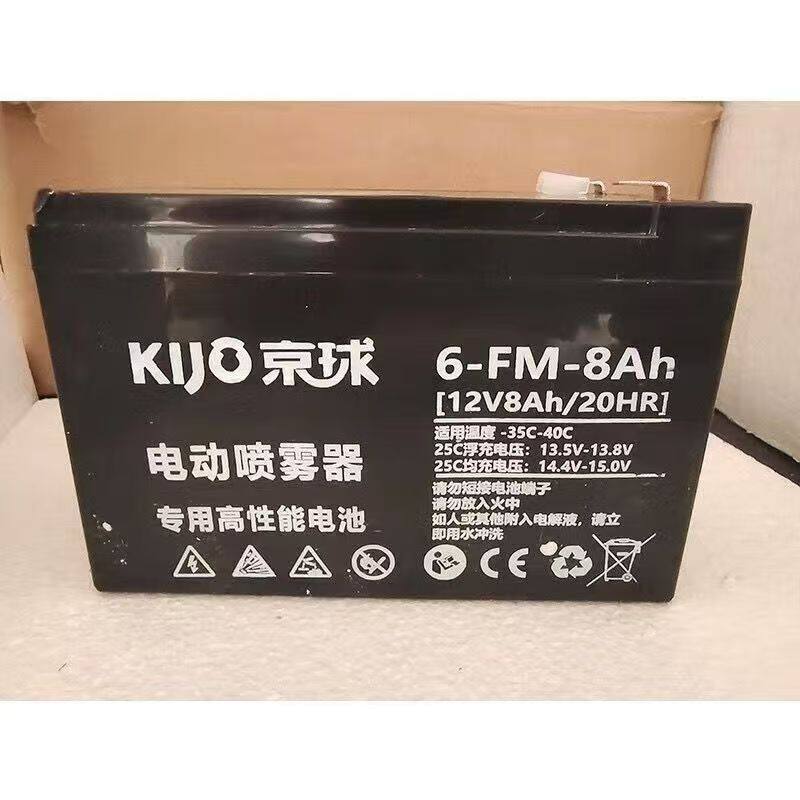 KIJO京球
电动喷雾器
专用高性能电池
6-FM-8Ah
[12V8Ah/20HR]
适用温度 -35C-40C
25C浮充电压：13.5V-13.8V
25C均充电压：14.4V-15.0V
请勿短接电池端子
请勿放入火中
如人或其他附入电解液，请立
即用水冲洗
CE